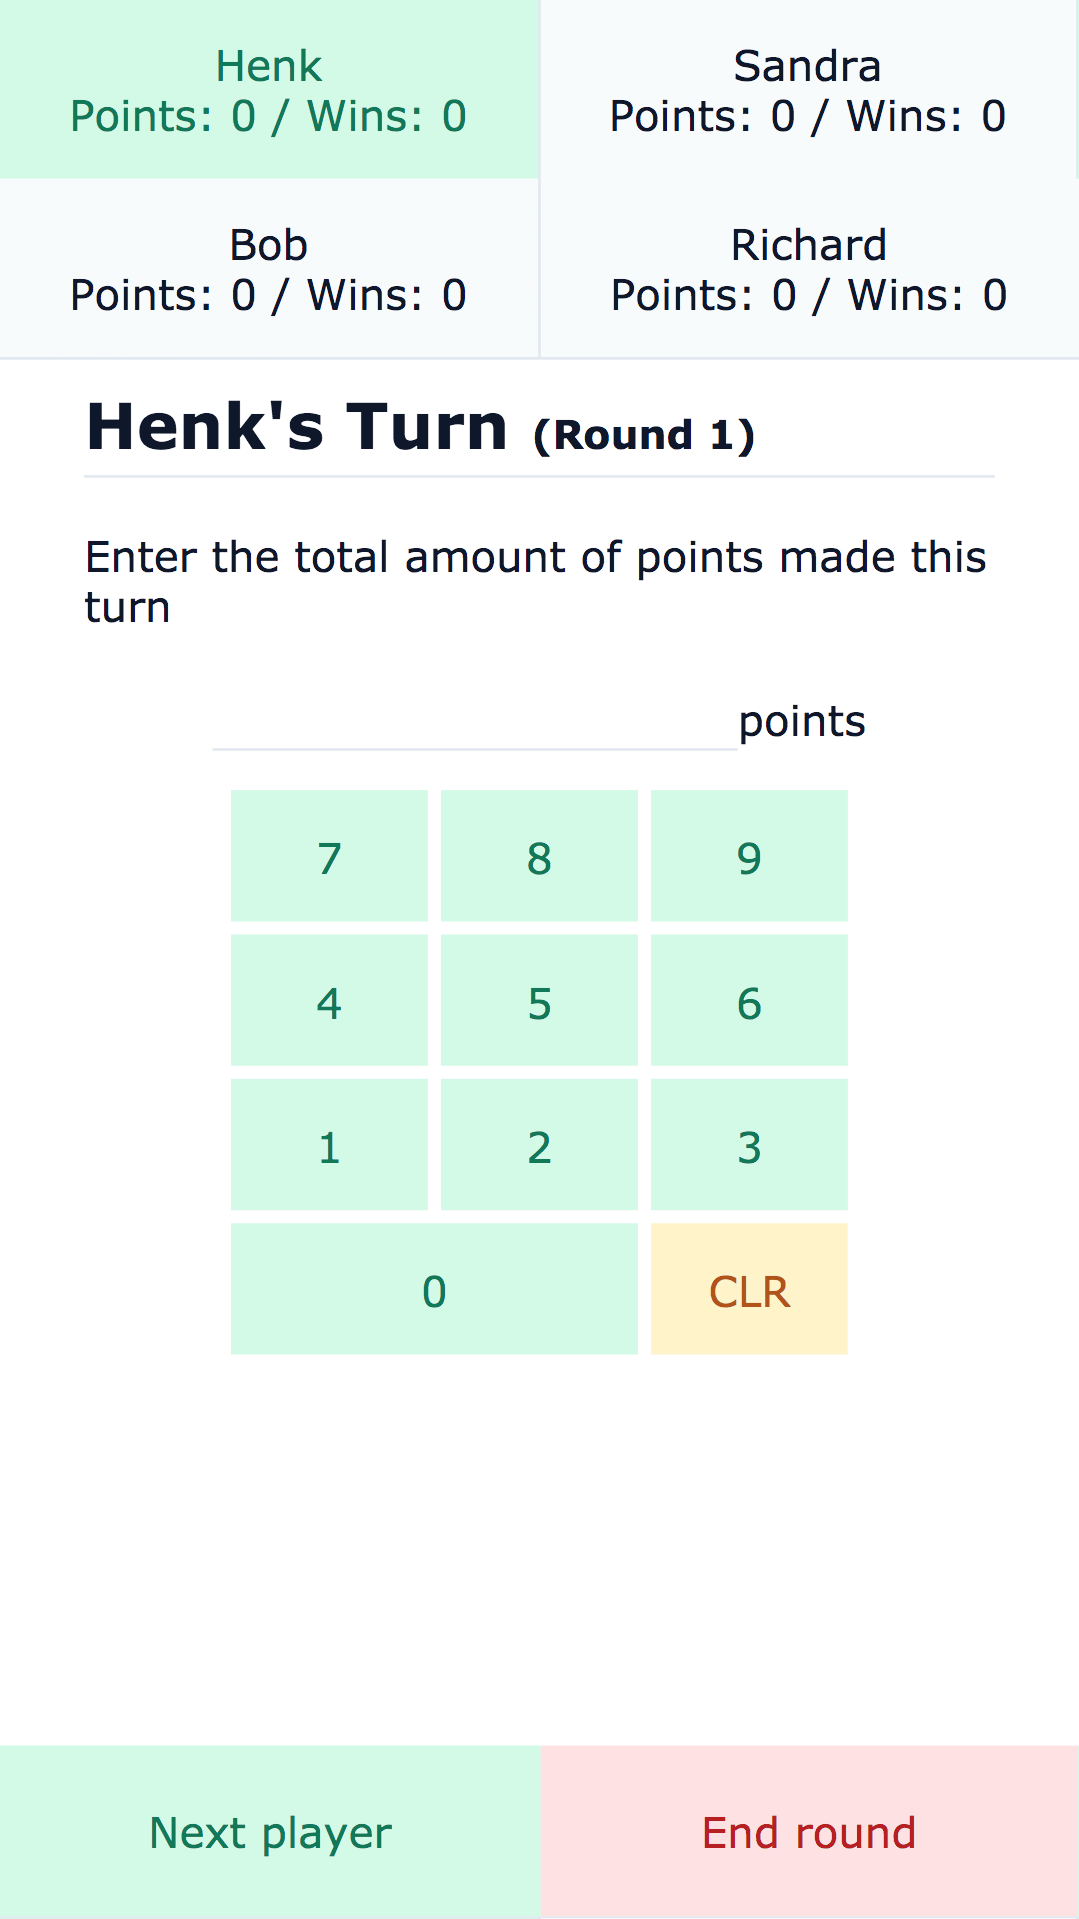 Henk
Points: 0 / Wins: 0
Sandra
Points: 0 / Wins: 0
Bob
Points: 0 / Wins: 0
Richard
Points: 0 / Wins: 0
Henk's Turn (Round 1)
Enter the total amount of points made this
turn
points
7 8 9
4 5 6
1 2 3
0 CLR
Next player
End round